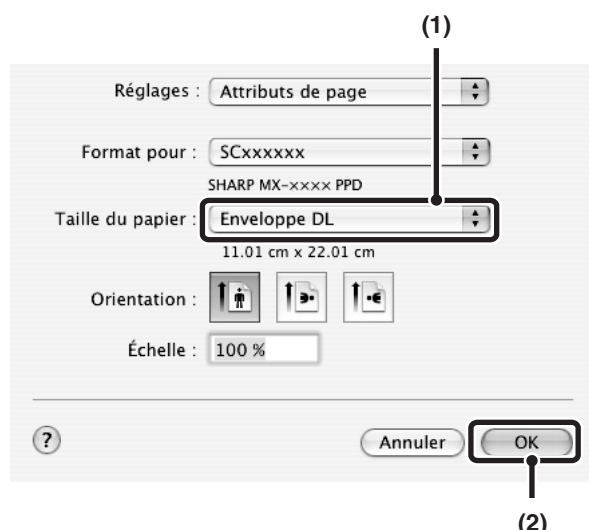 (1)
Réglages : Attributs de page
Format pour : SCxxxxxx
SHARP MX-xxxx PPD
Taille du papier : Enveloppe DL
11.01 cm x 22.01 cm
Orientation :
Échelle : 100 %
? Annuler OK
(2)